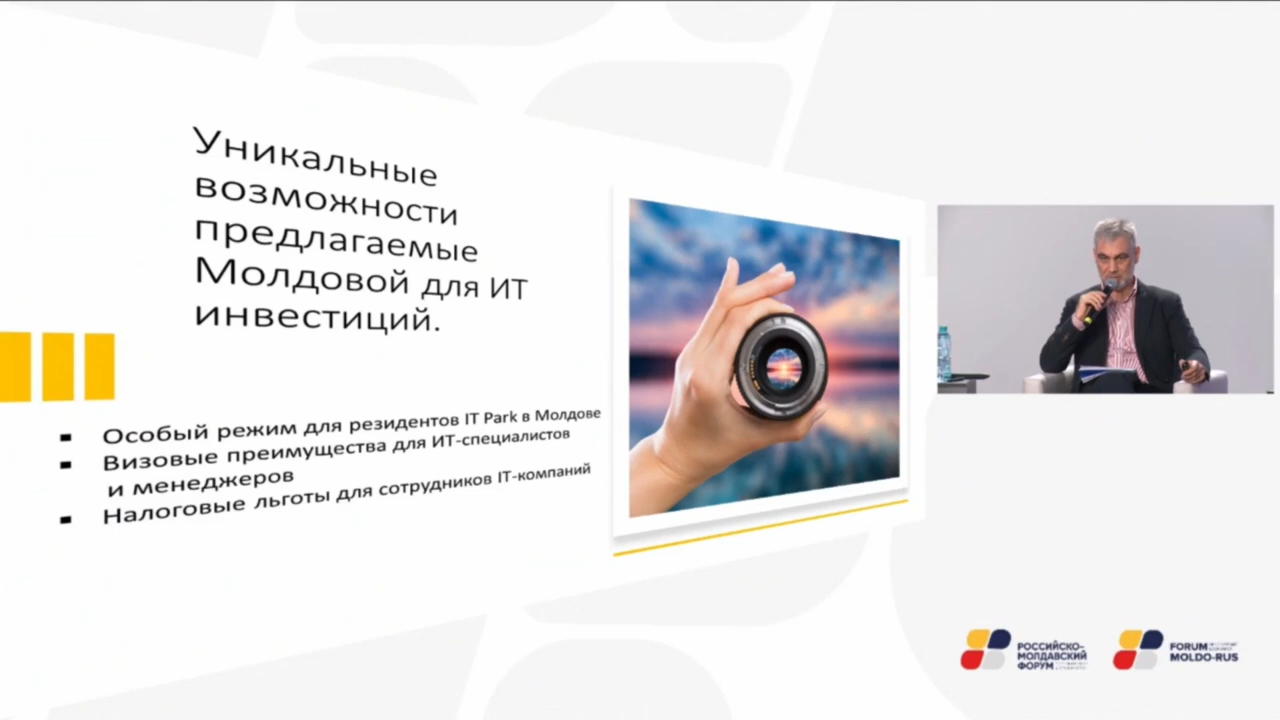 Уникальные
возможности
предлагаемые
Молдовой для ИТ
инвестиций.
Особый режим для резидентов IT Park в Молдове
Визовые преимущества для ИТ-специалистов
и менеджеров
Налоговые льготы для сотрудников IT-компаний
РОССИЙСКО-
МОЛДАВСКИЙ
ФОРУМ
FORUM
MOLDO-RUS